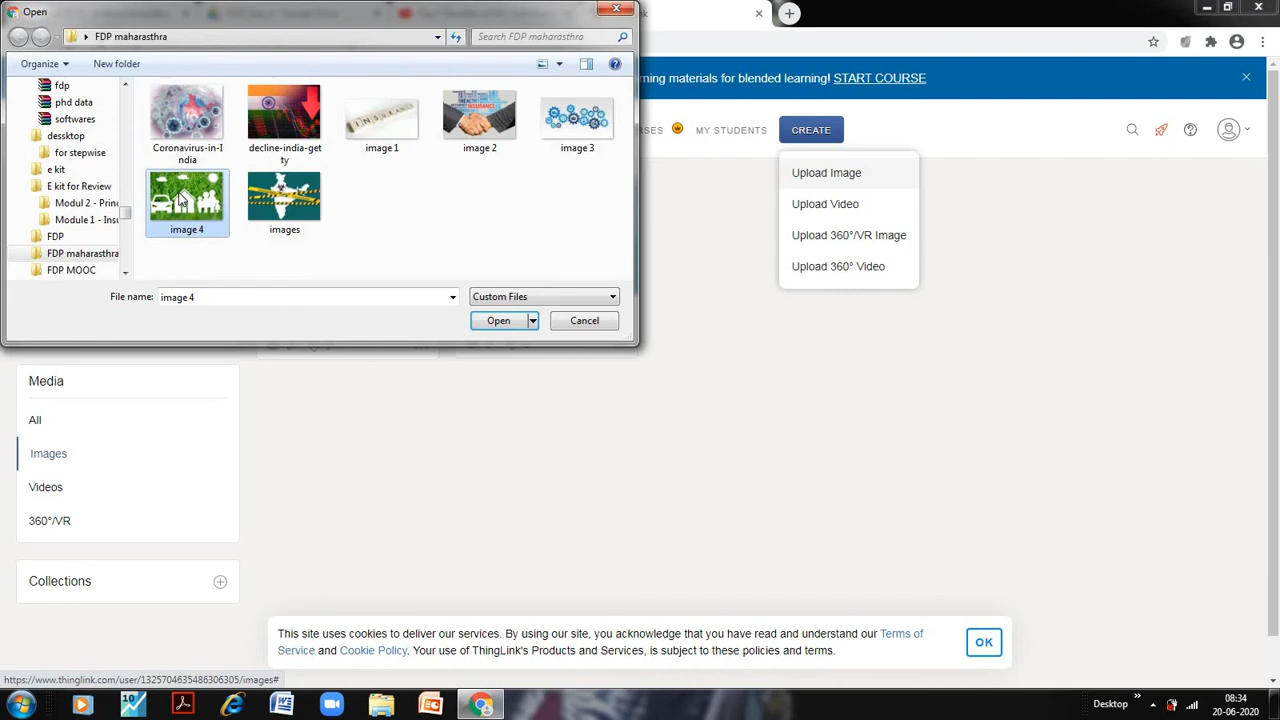 Open
FDP maharasthra
Search FDP maharasthra
Organize
New folder
fdp
phd data
softwares
dessktop
for stepwise
e kit
E kit for Review
Modul 2 - Princ
Module 1 - Insu
FDP
FDP maharasthra
FDP MOOC
Coronavirus-in-I
ndia
decline-india-get
ty
image 1
image 2
image 3
image 4
images
File name:
image 4
Custom Files
Open
Cancel
rning materials for blended learning! START COURSE
RSES
MY STUDENTS
CREATE
Upload Image
Upload Video
Upload 360°/VR Image
Upload 360° Video
Media
All
Images
Videos
360°/VR
Collections
This site uses cookies to deliver our services. By using our site, you acknowledge that you have read and understand our Terms of
Service and Cookie Policy. Your use of ThingLink's Products and Services, is subject to these policies and terms.
OK
https://www.thinglink.com/user/1325704635486306305/images#
Desktop
08:34
20-06-2020